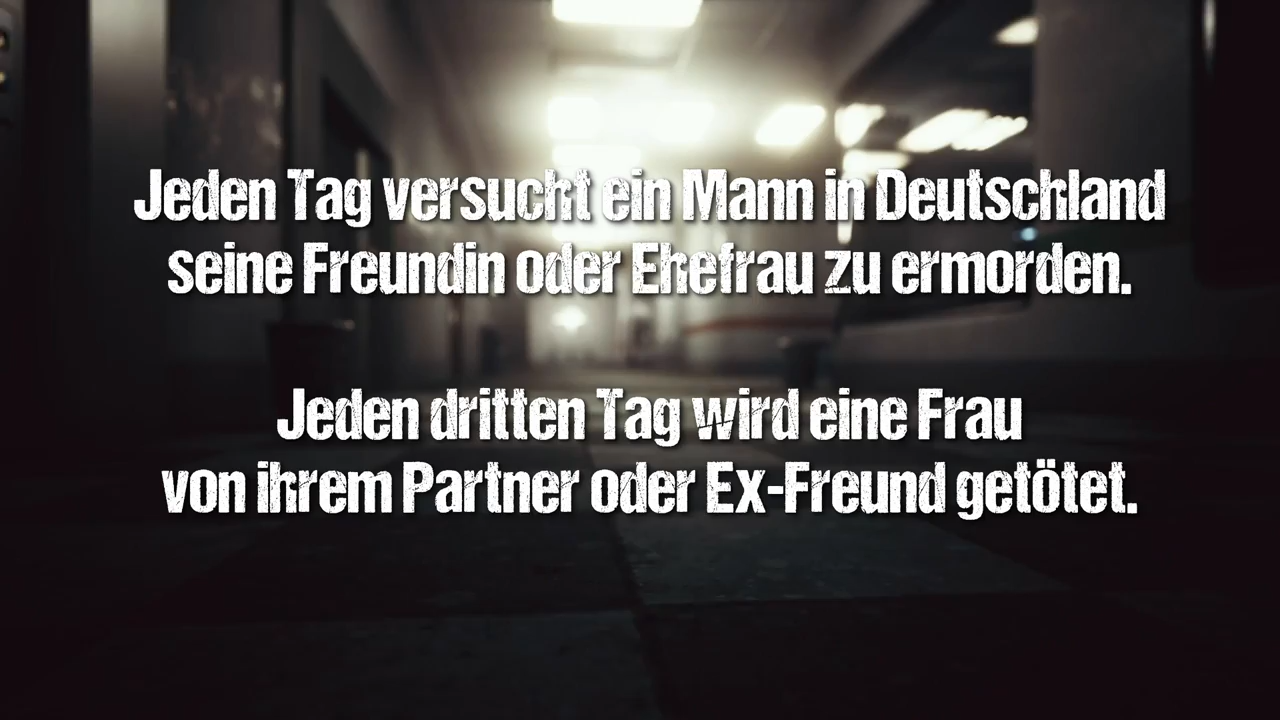 Jeden Tag versucht ein Mann in Deutschland
seine Freundin oder Ehefrau zu ermorden.
Jeden dritten Tag wird eine Frau
von ihrem Partner oder Ex-Freund getötet.